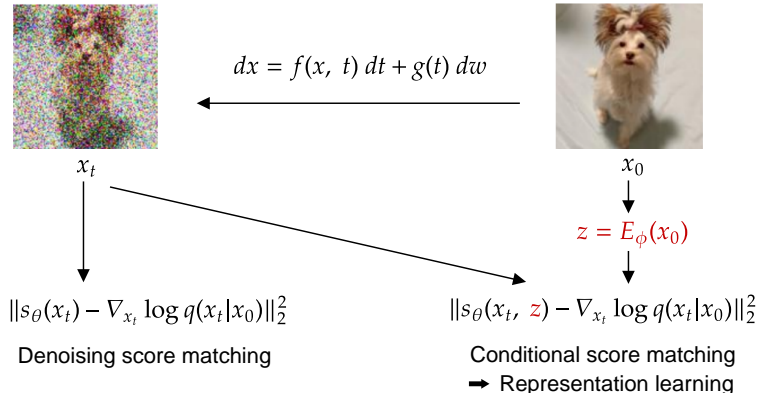 dx = f(x, t) dt + g(t) dw
x_t
x_0
z = E_ϕ(x_0)
‖s_θ(x_t) − ∇_{x_t} log q(x_t|x_0)‖_2^2
‖s_θ(x_t, z) − ∇_{x_t} log q(x_t|x_0)‖_2^2
Denoising score matching
Conditional score matching
➡ Representation learning